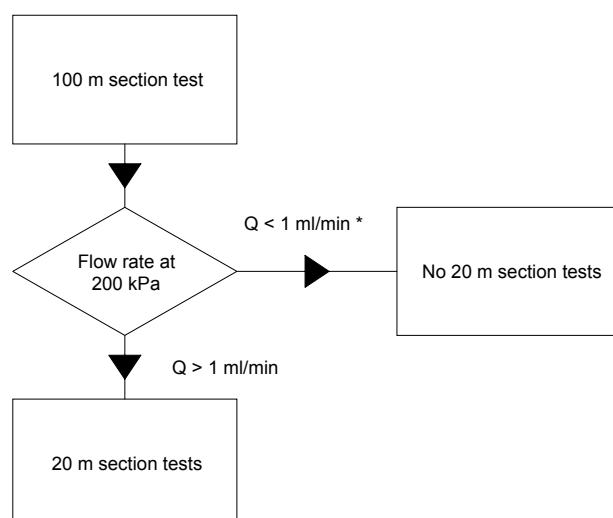 100 m section test
Q < 1 ml/min *
Flow rate at
200 kPa
No 20 m section tests
Q > 1 ml/min
20 m section tests